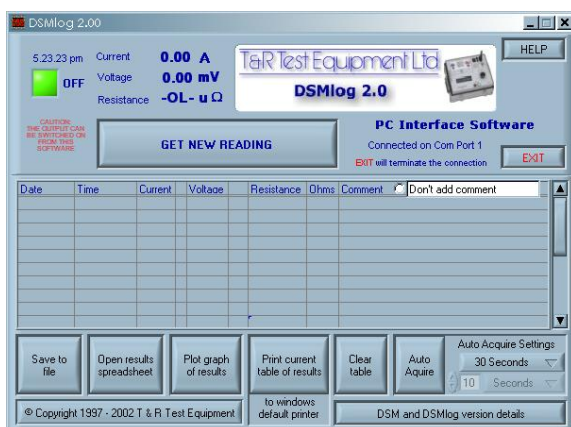 DSMlog 2.00
5.23.23 pm
OFF
Current 0.00 A
Voltage 0.00 mV
Resistance -OL- u Ω
T&R Test Equipment Ltd
DSMlog 2.0
HELP
CAUTION:
THE OUTPUT CAN
BE SWITCHED ON
FROM THIS
SOFTWARE
GET NEW READING
PC Interface Software
Connected on Com Port 1
EXIT will terminate the connection
EXIT
Date Time Current Voltage Resistance Ohms Comment Don't add comment
Save to
file
Open results
spreadsheet
Plot graph
of results
Print current
table of results
Clear
table
Auto
Aquire
Auto Acquire Settings
30 Seconds
10 Seconds
to windows
default printer
© Copyright 1997 - 2002 T & R Test Equipment
DSM and DSMlog version details